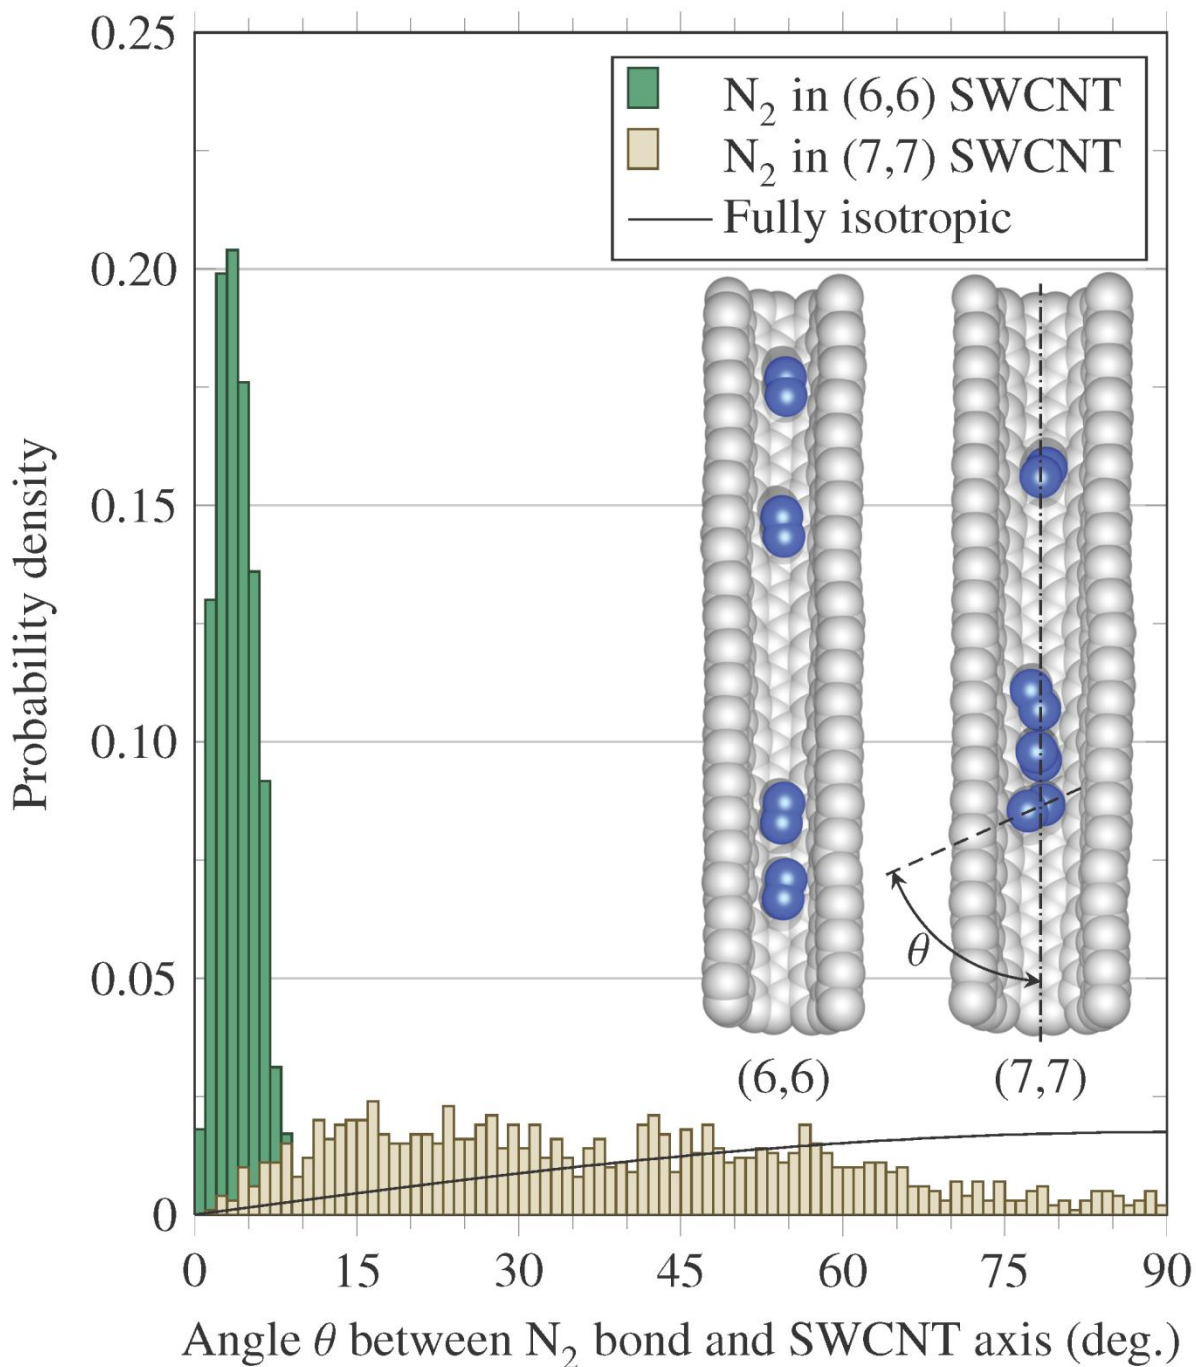 0.25
0.20
0.15
0.10
0.05
0
Probability density
N₂ in (6,6) SWCNT
N₂ in (7,7) SWCNT
Fully isotropic
θ
(6,6)
(7,7)
0 15 30 45 60 75 90
Angle θ between N₂ bond and SWCNT axis (deg.)